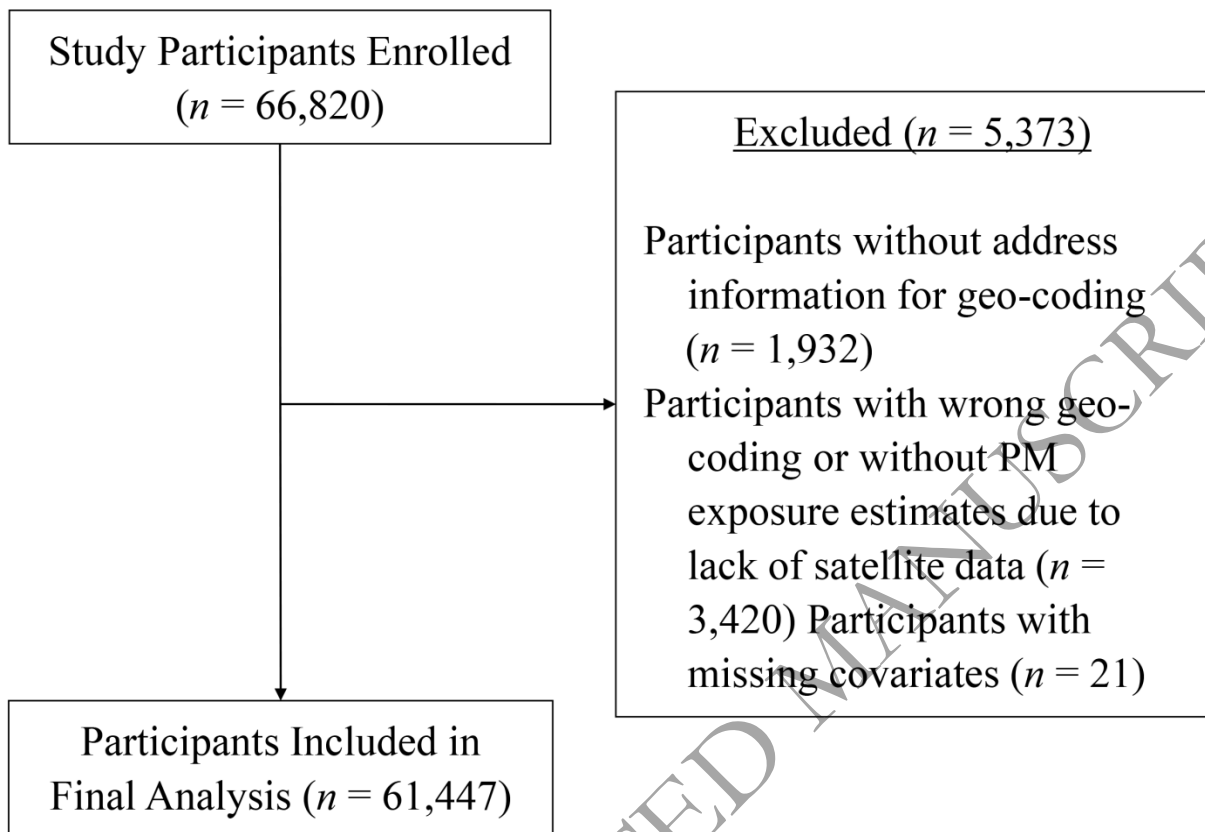 Study Participants Enrolled
(n = 66,820)
Excluded (n = 5,373)
Participants without address
information for geo-coding
(n = 1,932)
Participants with wrong geo-
coding or without PM
exposure estimates due to
lack of satellite data (n =
3,420) Participants with
missing covariates (n = 21)
Participants Included in
Final Analysis (n = 61,447)
TED MANUSCRI